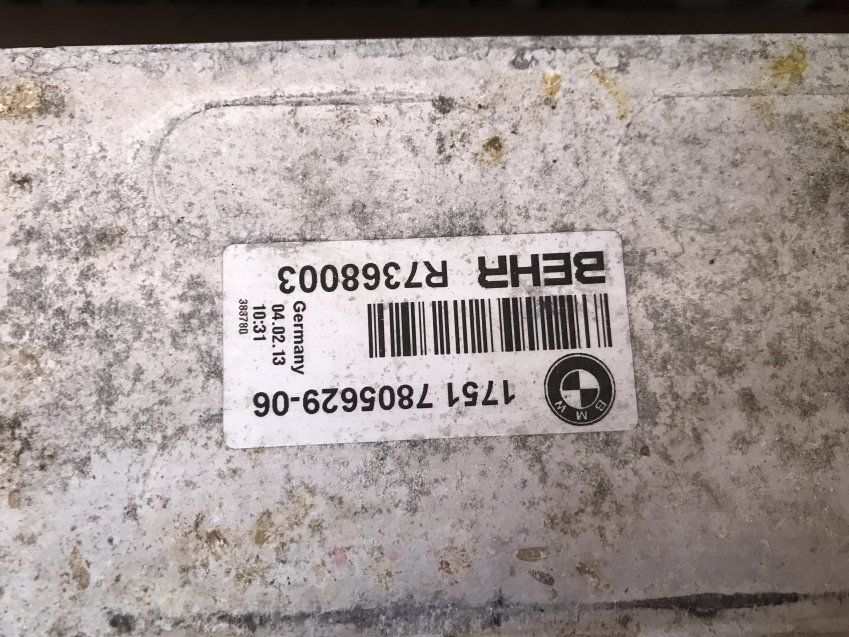 BMW
1751 7805629-06
Germany
04.02.13
10:31
383780
BEHR R7368003